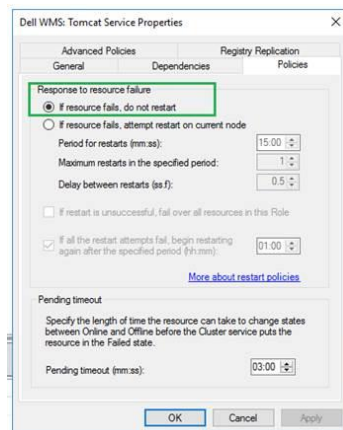 Dell WMS: Tomcat Service Properties
Advanced Policies
Registry Replication
General
Dependencies
Policies
Response to resource failure
If resource fails, do not restart
If resource fails, attempt restart on current node
Period for restarts (mm:ss):
15:00
Maximum restarts in the specified period:
1
Delay between restarts (ss.f):
0.5
If restart is unsuccessful, fail over all resources in this Role
If all the restart attempts fail, begin restarting
again after the specified period (hh:mm):
01:00
More about restart policies
Pending timeout
Specify the length of time the resource can take to change states
between Online and Offline before the Cluster service puts the
resource in the Failed state.
Pending timeout (mm:ss):
03:00
OK
Cancel
Apply